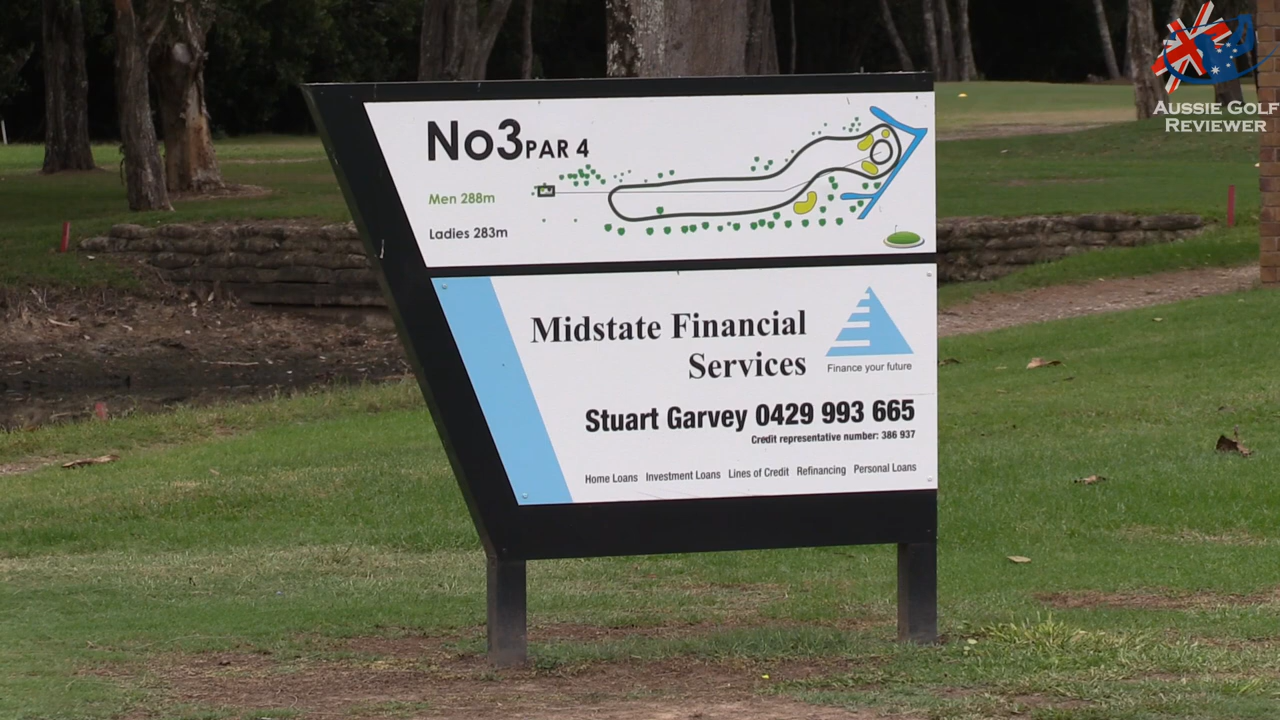 AUSSIE GOLF
REVIEWER
No3 PAR 4
Men 288m
Ladies 283m
Midstate Financial
Services
Finance your future
Stuart Garvey 0429 993 665
Credit representative number: 386 937
Home Loans Investment Loans Lines of Credit Refinancing Personal Loans